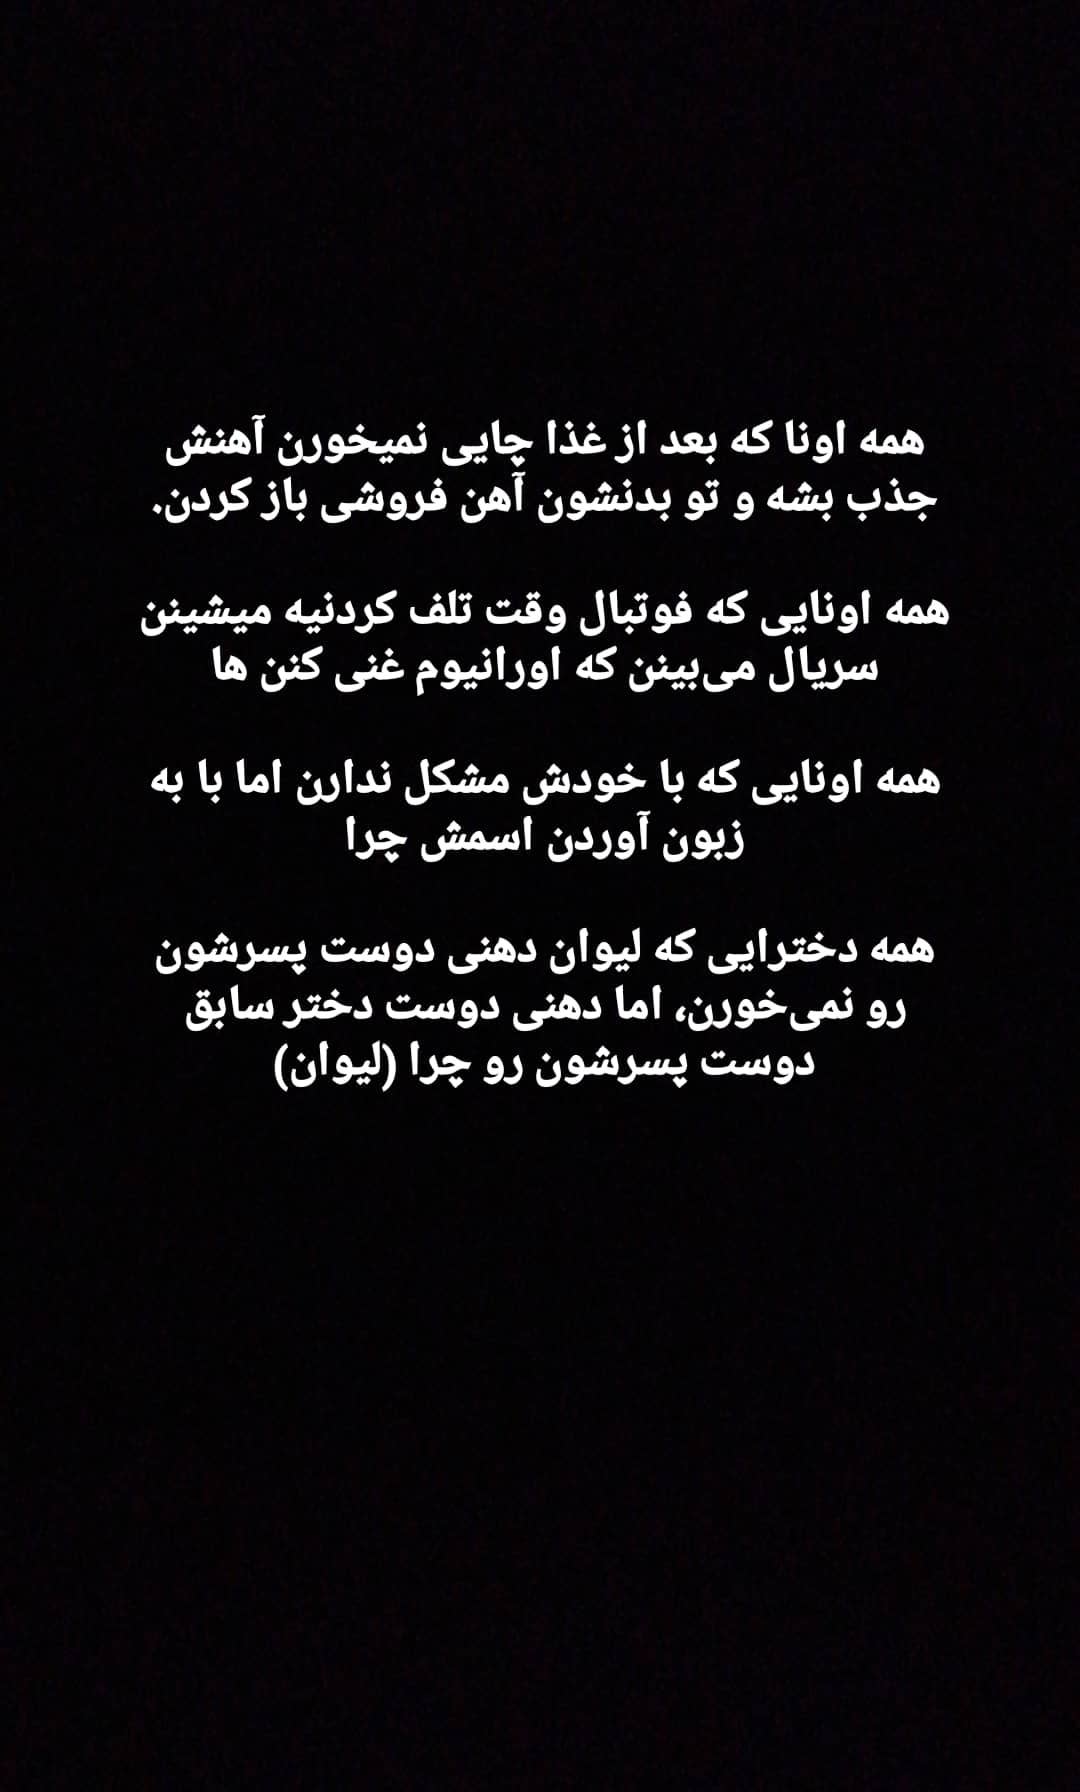 همه اونا که بعد از غذا چایی نمیخورن آهنش
جذب بشه و تو بدنشون آهن فروشی باز کردن.
همه اونایی که فوتبال وقت تلف کردنیه میشینن
سریال می‌بینن که اورانیوم غنی کنن ها
همه اونایی که با خودش مشکل ندارن اما با به
زبون آوردن اسمش چرا
همه دخترایی که لیوان دهنی دوست پسرشون
رو نمی‌خورن، اما دهنی دوست دختر سابق
دوست پسرشون رو چرا (لیوان)